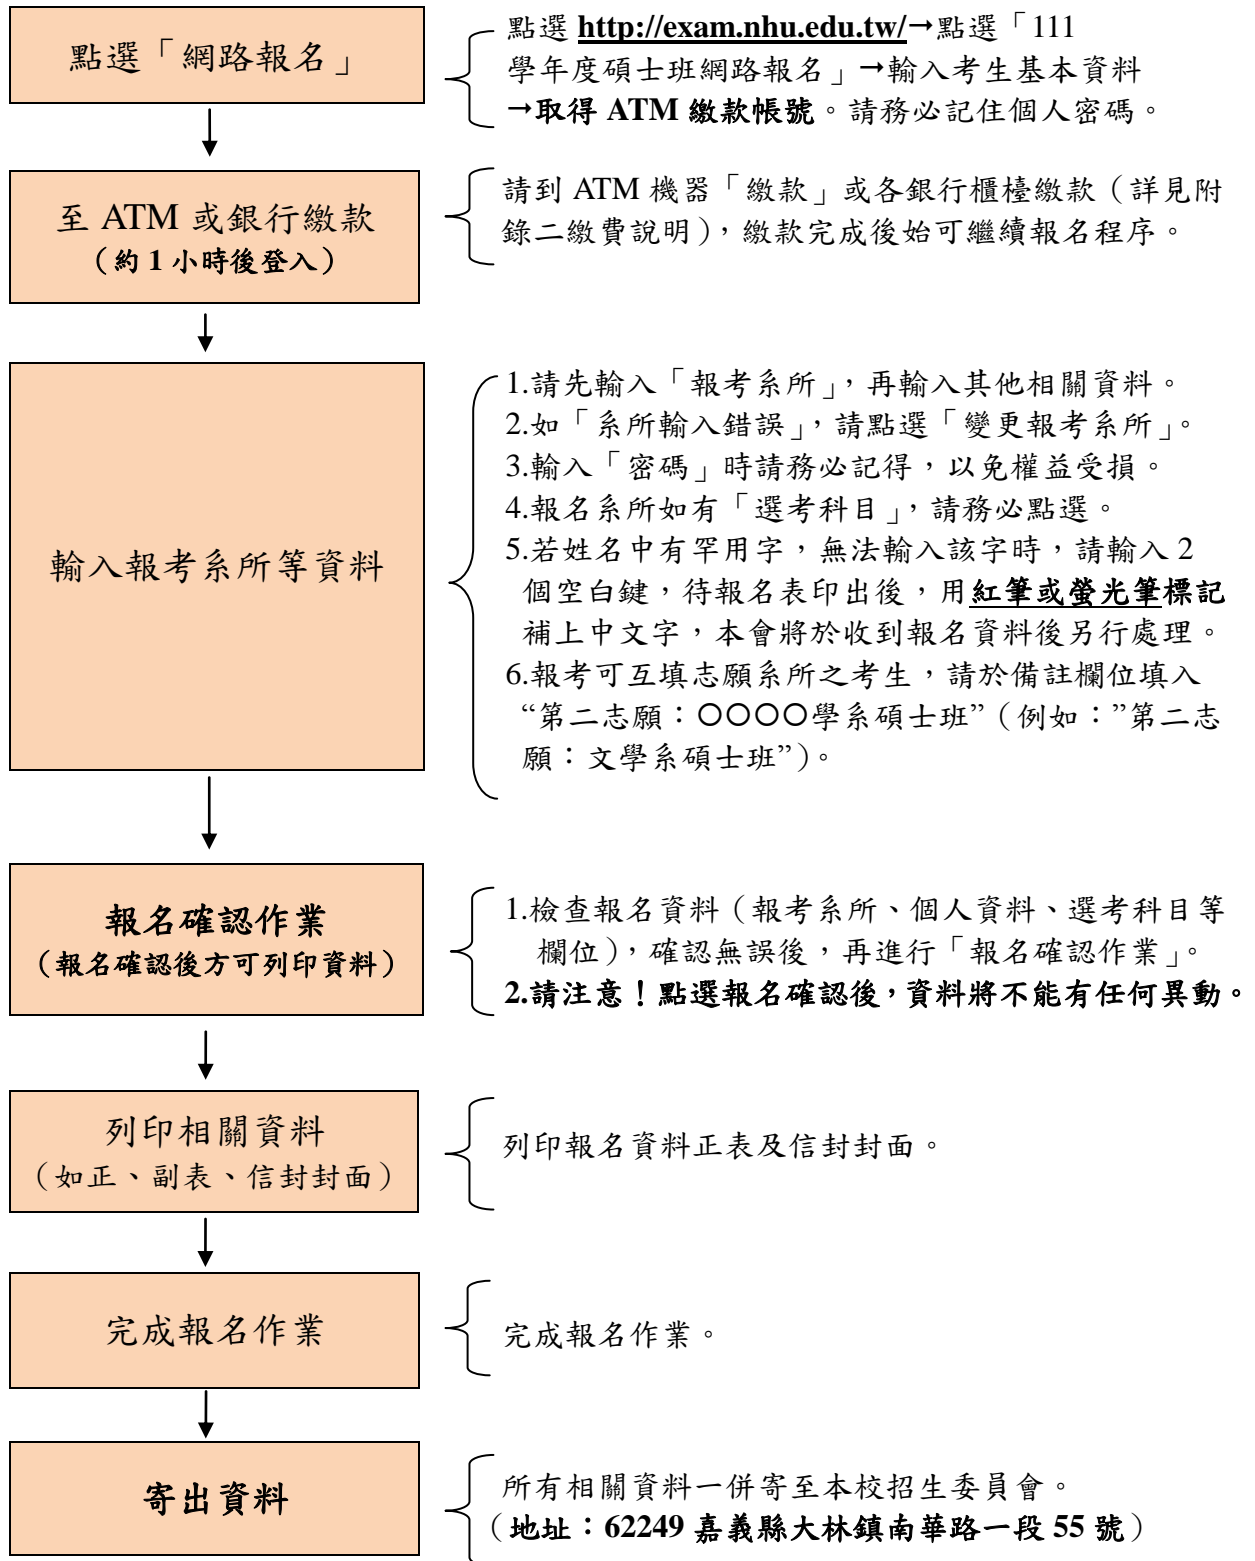 點選「網路報名」
點選 http://exam.nhu.edu.tw/→點選「111
學年度碩士班網路報名」→輸入考生基本資料
→取得 ATM 繳款帳號。請務必記住個人密碼。
至 ATM 或銀行繳款
（約 1 小時後登入）
請到 ATM 機器「繳款」或各銀行櫃檯繳款（詳見附
錄二繳費說明），繳款完成後始可繼續報名程序。
輸入報考系所等資料
1.請先輸入「報考系所」，再輸入其他相關資料。
2.如「系所輸入錯誤」，請點選「變更報考系所」。
3.輸入「密碼」時請務必記得，以免權益受損。
4.報名系所如有「選考科目」，請務必點選。
5.若姓名中有罕用字，無法輸入該字時，請輸入 2
個空白鍵，待報名表印出後，用紅筆或螢光筆標記
補上中文字，本會將於收到報名資料後另行處理。
6.報考可互填志願系所之考生，請於備註欄位填入
“第二志願：〇〇〇〇學系碩士班”（例如：”第二志
願：文學系碩士班”）。
報名確認作業
（報名確認後方可列印資料）
1.檢查報名資料（報考系所、個人資料、選考科目等
欄位），確認無誤後，再進行「報名確認作業」。
2.請注意！點選報名確認後，資料將不能有任何異動。
列印相關資料
（如正、副表、信封封面）
列印報名資料正表及信封封面。
完成報名作業
完成報名作業。
寄出資料
所有相關資料一併寄至本校招生委員會。
（地址：62249 嘉義縣大林鎮南華路一段 55 號）